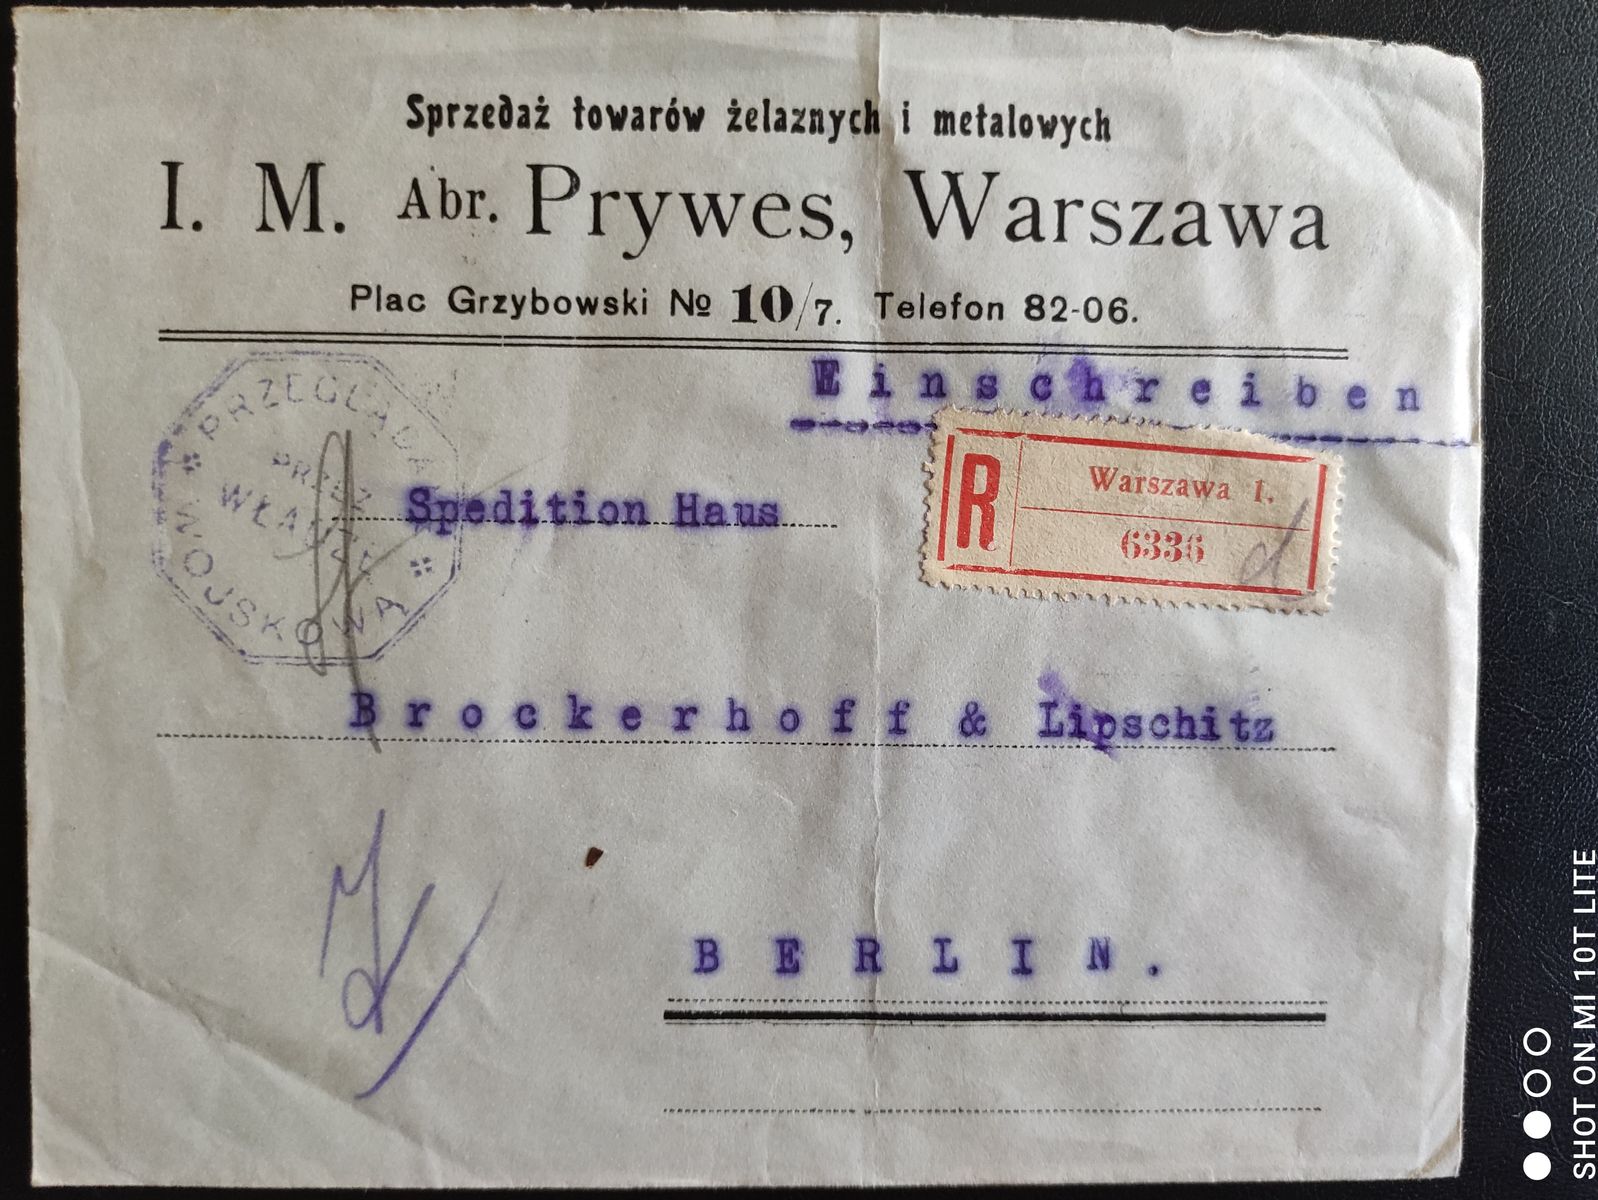 Sprzedaż towarów żelaznych i metalowych
I. M. Abr. Prywes, Warszawa
Plac Grzybowski № 10/7. Telefon 82-06.
Einschreiben
PRZEGLĄDA
PRZEZ
WŁADZĘ
WOJSKOWĄ
Spedition Haus
R
Warszawa 1.
6336
Brockerhoff & Lipschitz
BERLIN.
SHOT ON MI 10T LITE